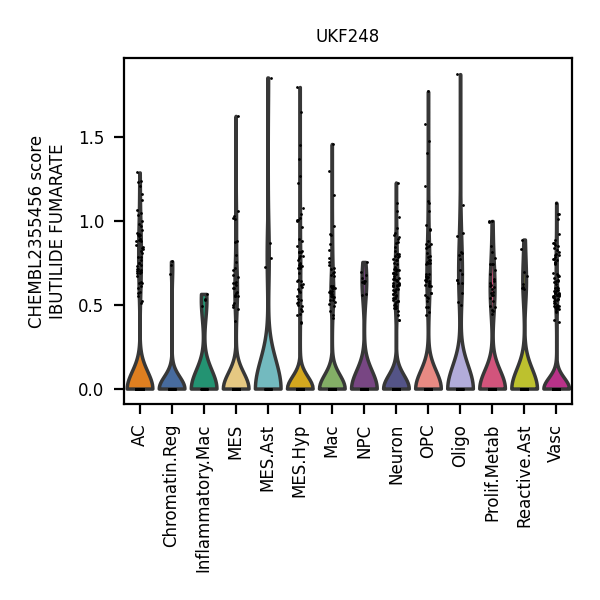 UKF248
CHEMBL2355456 score
IBUTILIDE FUMARATE
1.5
1.0
0.5
0.0
AC
Chromatin.Reg
Inflammatory.Mac
MES
MES.Ast
MES.Hyp
Mac
NPC
Neuron
OPC
Oligo
Prolif.Metab
Reactive.Ast
Vasc